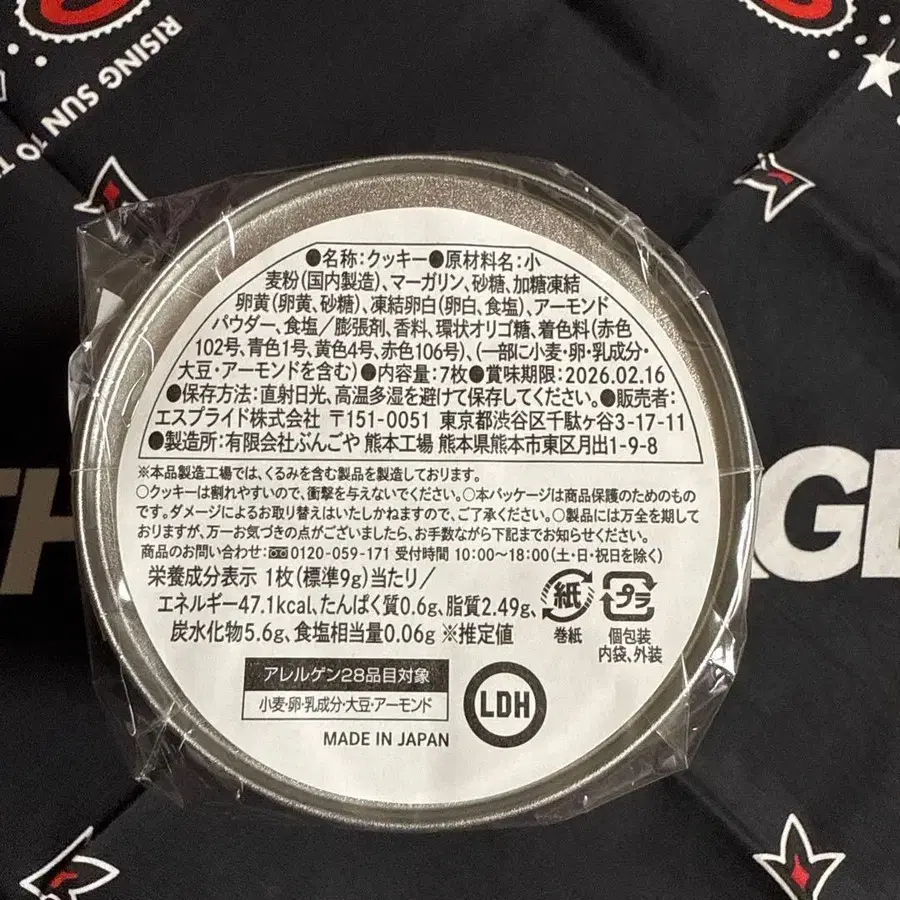 RISING SUN TO T
●名称:クッキー●原材料名:小
麦粉(国内製造)、マーガリン、砂糖、加糖凍結
卵黄(卵黄、砂糖)、凍結卵白(卵白、食塩)、アーモンド
パウダー、食塩/膨張剤、香料、環状オリゴ糖、着色料(赤色
102号、青色1号、黄色4号、赤色106号)、(一部に小麦・卵・乳成分・
大豆・アーモンドを含む)●内容量:7枚●賞味期限:2026.02.16
●保存方法:直射日光、高温多湿を避けて保存してください。●販売者:
エスプライド株式会社 〒151-0051 東京都渋谷区千駄ヶ谷3-17-11
●製造所:有限会社ぶんごや 熊本工場 熊本県熊本市東区月出1-9-8
※本品製造工場では、くるみを含む製品を製造しております。
○クッキーは割れやすいので、衝撃を与えないでください。○本パッケージは商品保護のためのもの
です。ダメージによるお取り替えはいたしかねますので、ご了承ください。○製品には万全を期して
おりますが、万一お気づきの点がございましたら、お手数ながら下記までお知らせください。
商品のお問い合わせ:0120-059-171 受付時間 10:00~18:00(土・日・祝日を除く)
栄養成分表示 1枚(標準9g)当たり/
エネルギー47.1kcal、たんぱく質0.6g、脂質2.49g、
炭水化物5.6g、食塩相当量0.06g ※推定値
紙
巻紙
プラ
個包装
内袋、外装
アレルゲン28品目対象
小麦・卵・乳成分・大豆・アーモンド
LDH
MADE IN JAPAN